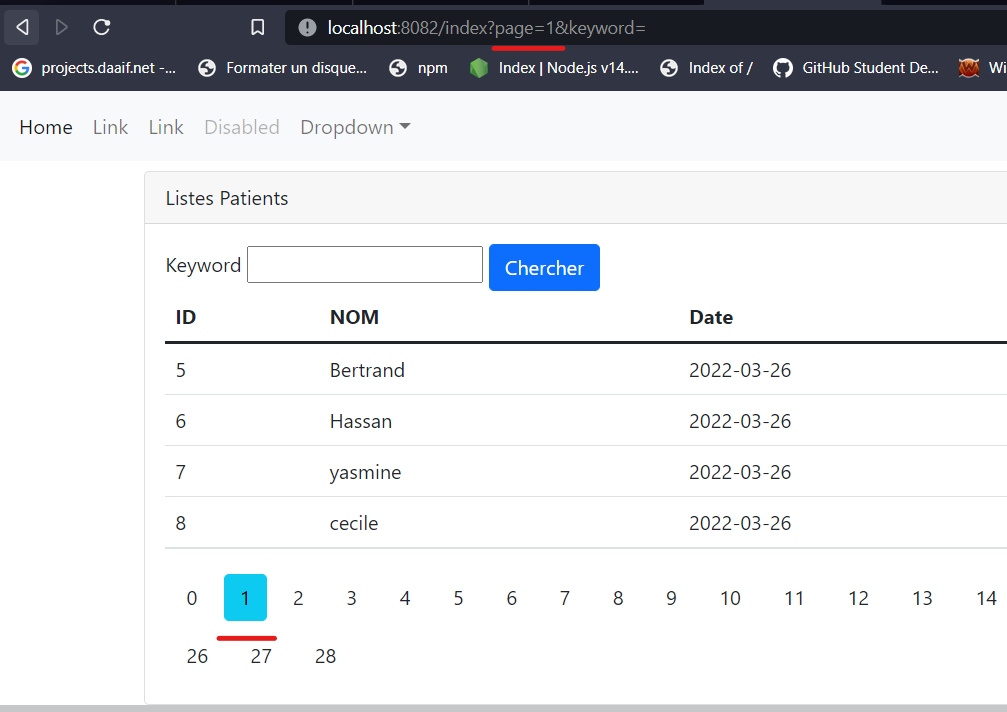 localhost:8082/index?page=1&keyword=
projects.daaif.net -... Formater un disque... npm Index | Node.js v14.... Index of / GitHub Student De... Wi
Home Link Link Disabled Dropdown
Listes Patients
Keyword Chercher
ID NOM Date
5 Bertrand 2022-03-26
6 Hassan 2022-03-26
7 yasmine 2022-03-26
8 cecile 2022-03-26
0 1 2 3 4 5 6 7 8 9 10 11 12 13 14
26 27 28